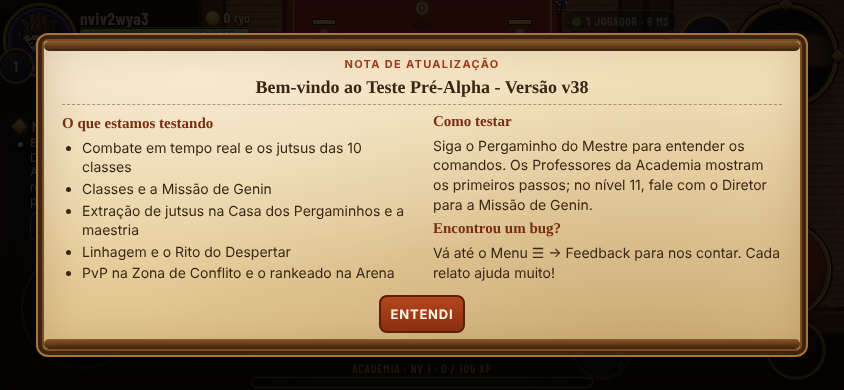 nviv2wya3
0 ryo
1 JOGADOR · 8 MS
1
NOTA DE ATUALIZAÇÃO
Bem-vindo ao Teste Pré-Alpha - Versão v38
O que estamos testando
• Combate em tempo real e os jutsus das 10
classes
• Classes e a Missão de Genin
• Extração de jutsus na Casa dos Pergaminhos e a
maestria
• Linhagem e o Rito do Despertar
• PvP na Zona de Conflito e o rankeado na Arena
Como testar
Siga o Pergaminho do Mestre para entender os
comandos. Os Professores da Academia mostram
os primeiros passos; no nível 11, fale com o Diretor
para a Missão de Genin.
Encontrou um bug?
Vá até o Menu ☰ → Feedback para nos contar. Cada
relato ajuda muito!
ENTENDI
ACADEMIA · NV 1 · 0 / 100 XP